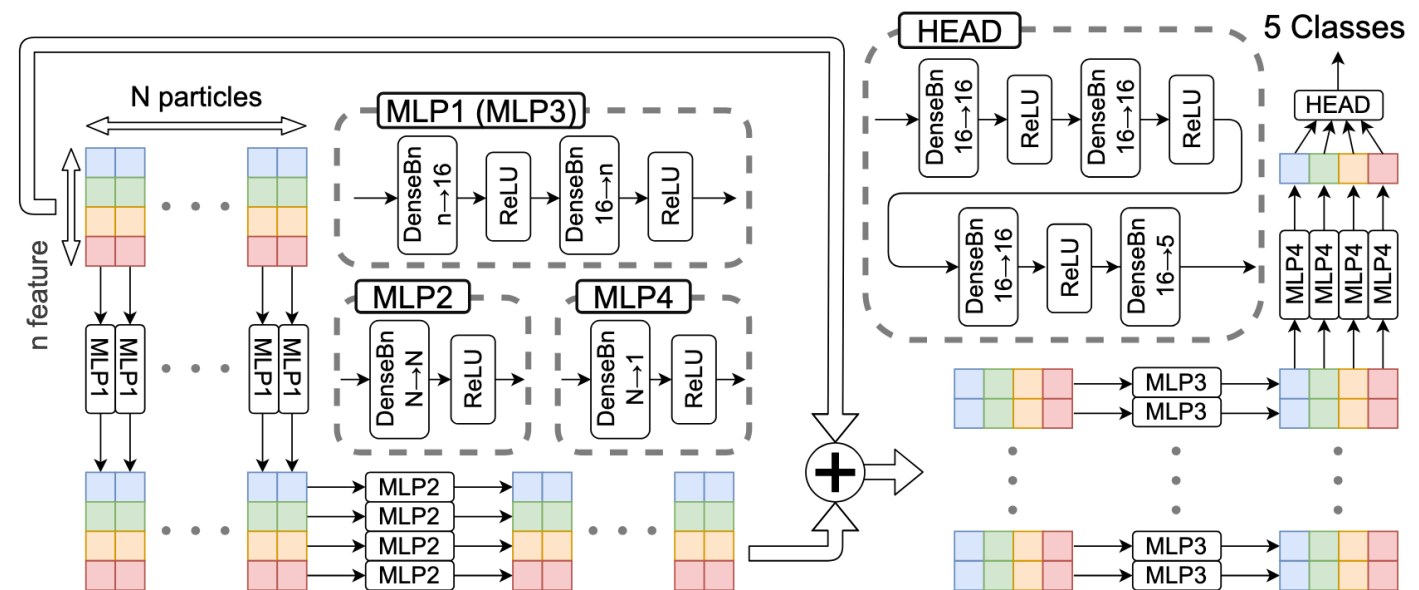 N particles
n feature
MLP1
MLP1
MLP1
MLP1
MLP1 (MLP3)
DenseBn
n→16
ReLU
DenseBn
16→n
ReLU
MLP2
DenseBn
N→N
ReLU
MLP4
DenseBn
N→1
ReLU
MLP2
MLP2
MLP2
MLP2
HEAD
DenseBn
16→16
ReLU
DenseBn
16→16
ReLU
DenseBn
16→16
ReLU
DenseBn
16→5
+
MLP3
MLP3
MLP3
MLP3
5 Classes
HEAD
MLP4
MLP4
MLP4
MLP4